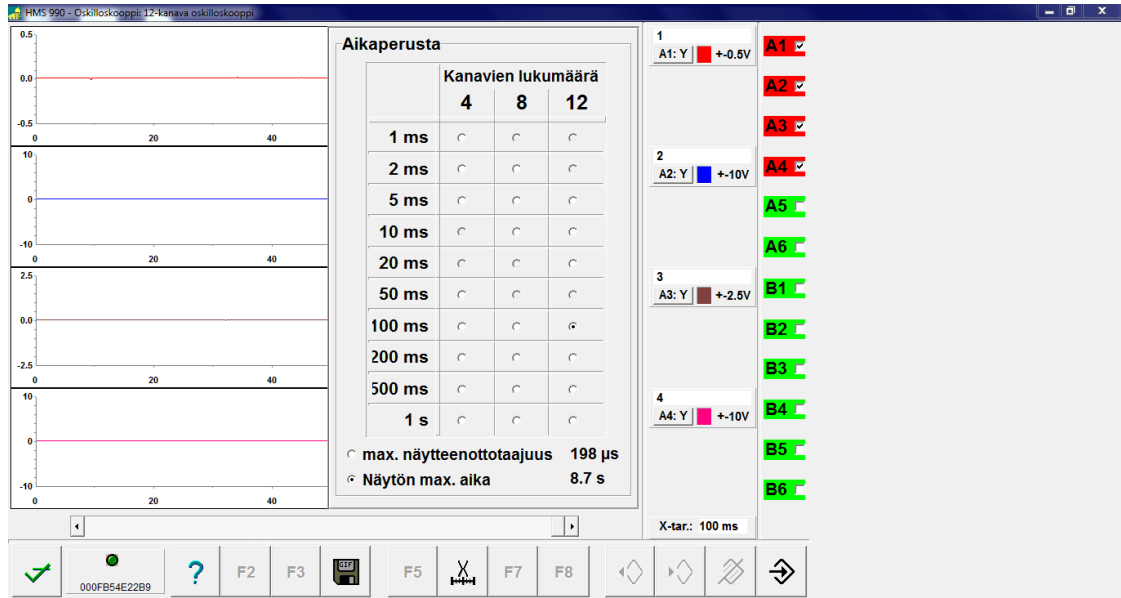 HMS 990 - Oskilloskooppi: 12-kanava oskilloskooppi
0.5
0.0
-0.5
0 20 40
10
0
-10
0 20 40
2.5
0.0
-2.5
0 20 40
10
0
-10
0 20 40
Aikaperusta
Kanavien lukumäärä
4 8 12
1 ms
2 ms
5 ms
10 ms
20 ms
50 ms
100 ms
200 ms
500 ms
1 s
max. näytteenottotaajuus 198 µs
Näytön max. aika 8.7 s
1
A1: Y +-0.5V
2
A2: Y +-10V
3
A3: Y +-2.5V
4
A4: Y +-10V
X-tar.: 100 ms
A1
A2
A3
A4
A5
A6
B1
B2
B3
B4
B5
B6
000FB54E22B9
?
F2
F3
GIF
F5
F7
F8